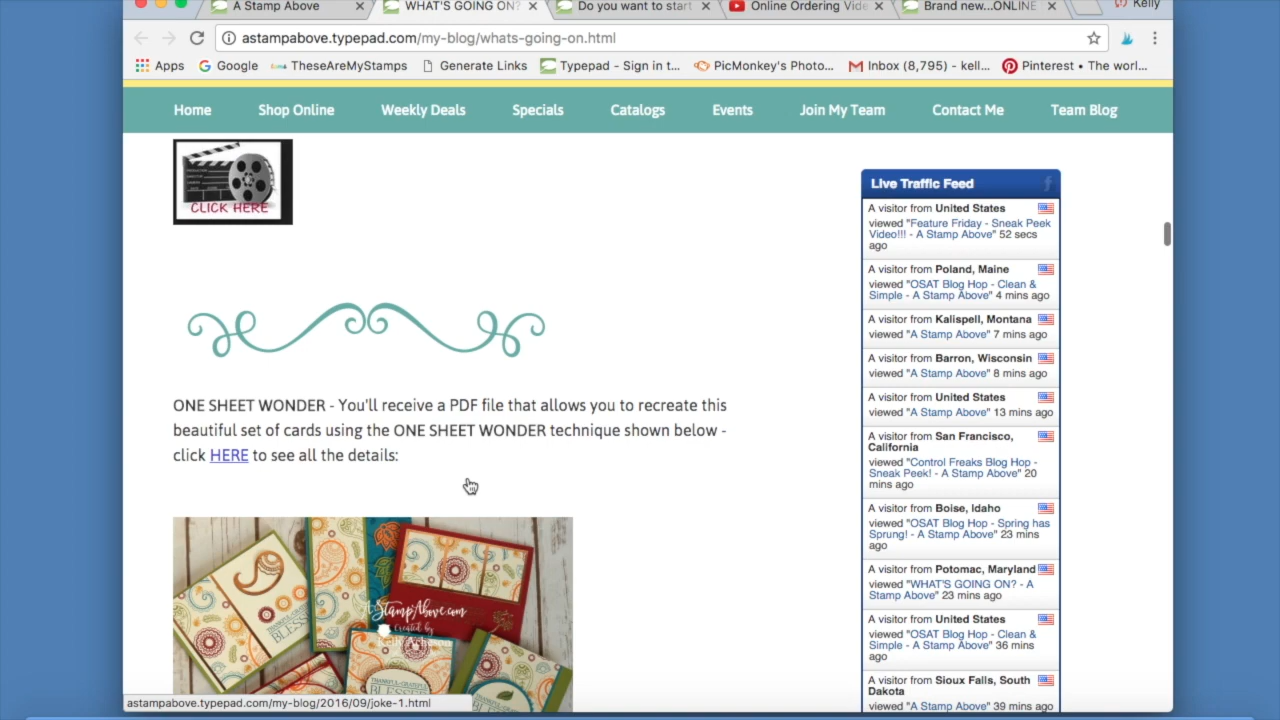 A Stamp Above
WHAT'S GOING ON?
Do you want to start
Online Ordering Vide
Brand new...ONLINE
Kelly
astampabove.typepad.com/my-blog/whats-going-on.html
Apps
Google
TheseAreMyStamps
Generate Links
Typepad - Sign in t...
PicMonkey's Photo...
Inbox (8,795) - kell...
Pinterest • The worl...
Home
Shop Online
Weekly Deals
Specials
Catalogs
Events
Join My Team
Contact Me
Team Blog
CLICK HERE
ONE SHEET WONDER - You'll receive a PDF file that allows you to recreate this
beautiful set of cards using the ONE SHEET WONDER technique shown below -
click HERE to see all the details:
AStampAbove.com
Created by
THANKFUL·GRATEFUL
BLESSED
astampabove.typepad.com/my-blog/2016/09/joke-1.html
Live Traffic Feed
A visitor from United States
viewed "Feature Friday - Sneak Peek
Video!!! - A Stamp Above" 52 secs
ago
A visitor from Poland, Maine
viewed "OSAT Blog Hop - Clean &
Simple - A Stamp Above" 4 mins ago
A visitor from Kalispell, Montana
viewed "A Stamp Above" 7 mins ago
A visitor from Barron, Wisconsin
viewed "A Stamp Above" 8 mins ago
A visitor from United States
viewed "A Stamp Above" 13 mins ago
A visitor from San Francisco,
California
viewed "Control Freaks Blog Hop -
Sneak Peek! - A Stamp Above" 20
mins ago
A visitor from Boise, Idaho
viewed "OSAT Blog Hop - Spring has
Sprung! - A Stamp Above" 23 mins
ago
A visitor from Potomac, Maryland
viewed "WHAT'S GOING ON? - A
Stamp Above" 23 mins ago
A visitor from United States
viewed "OSAT Blog Hop - Clean &
Simple - A Stamp Above" 36 mins
ago
A visitor from Sioux Falls, South
Dakota
viewed "A Stamp Above" 39 mins ago